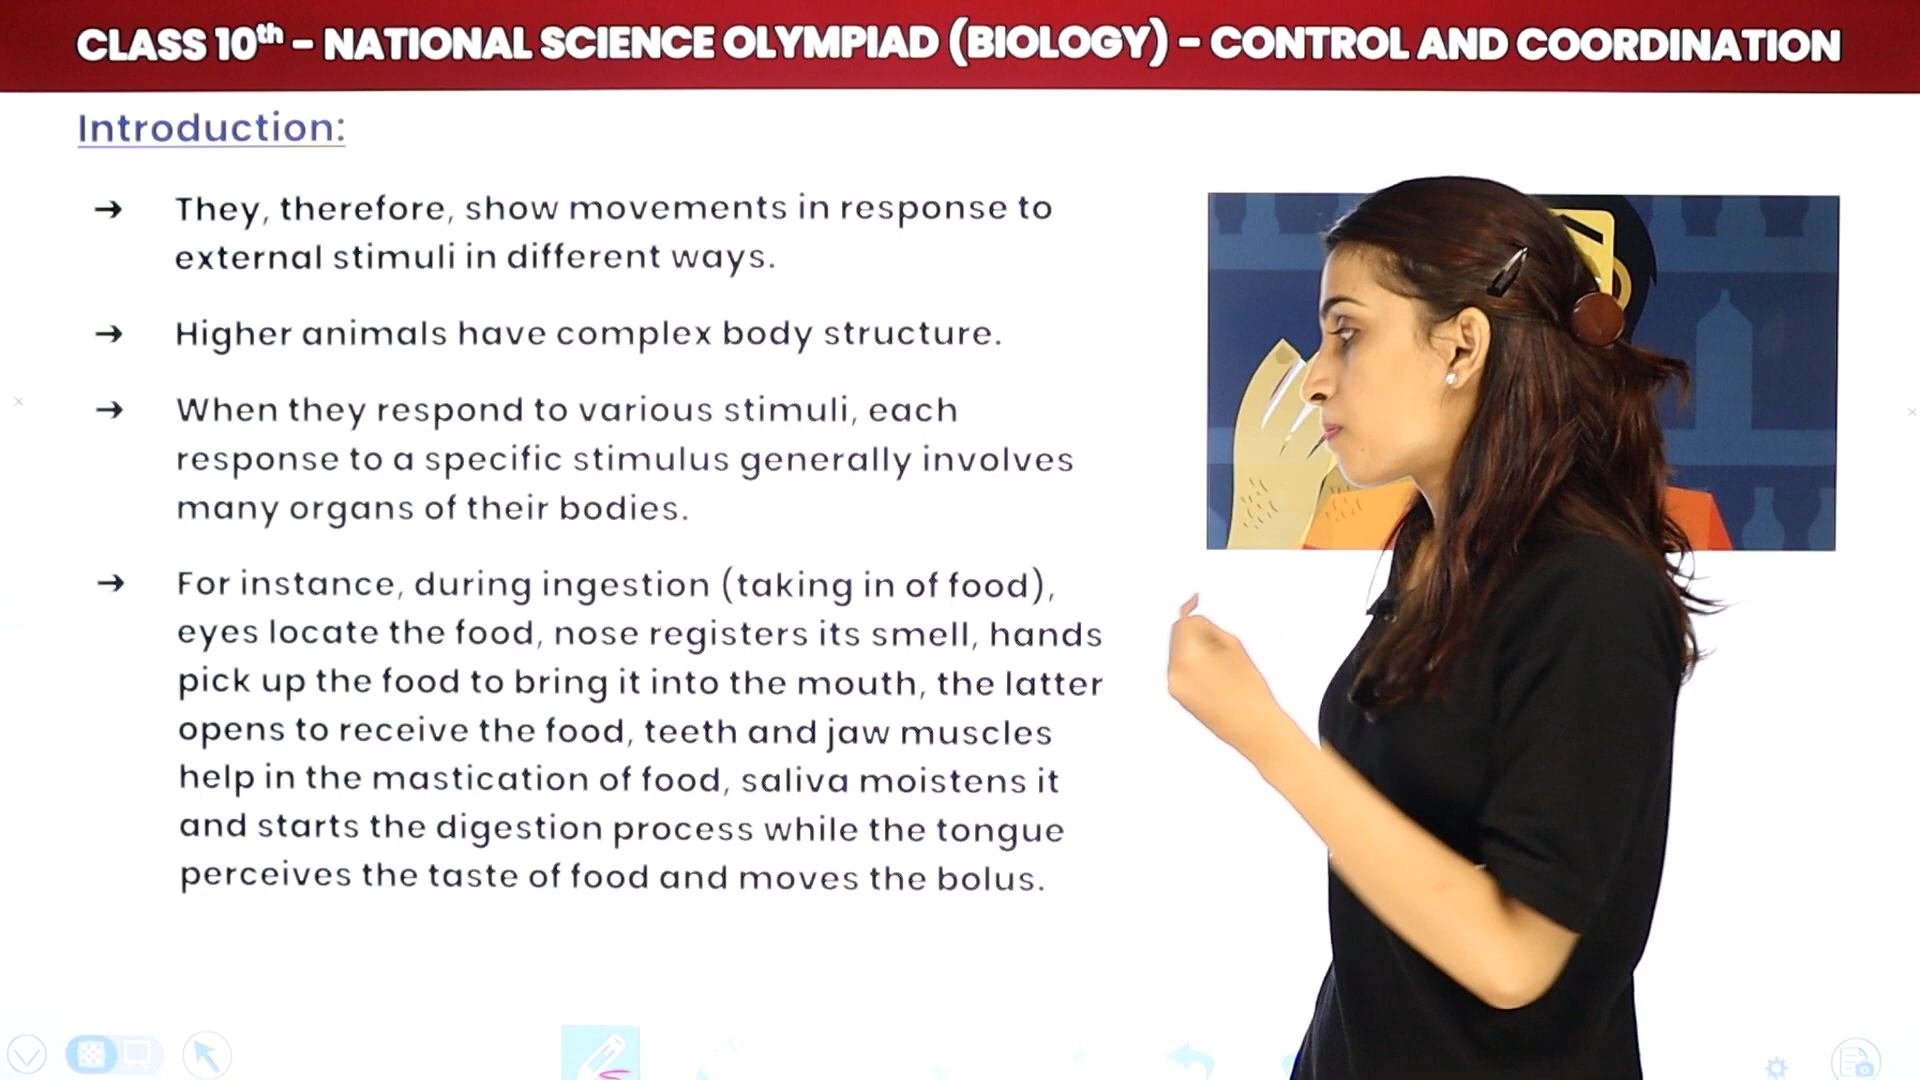 CLASS 10th – NATIONAL SCIENCE OLYMPIAD (BIOLOGY) – CONTROL AND COORDINATION
Introduction:
➔ They, therefore, show movements in response to
external stimuli in different ways.
➔ Higher animals have complex body structure.
➔ When they respond to various stimuli, each
response to a specific stimulus generally involves
many organs of their bodies.
➔ For instance, during ingestion (taking in of food),
eyes locate the food, nose registers its smell, hands
pick up the food to bring it into the mouth, the latter
opens to receive the food, teeth and jaw muscles
help in the mastication of food, saliva moistens it
and starts the digestion process while the tongue
perceives the taste of food and moves the bolus.